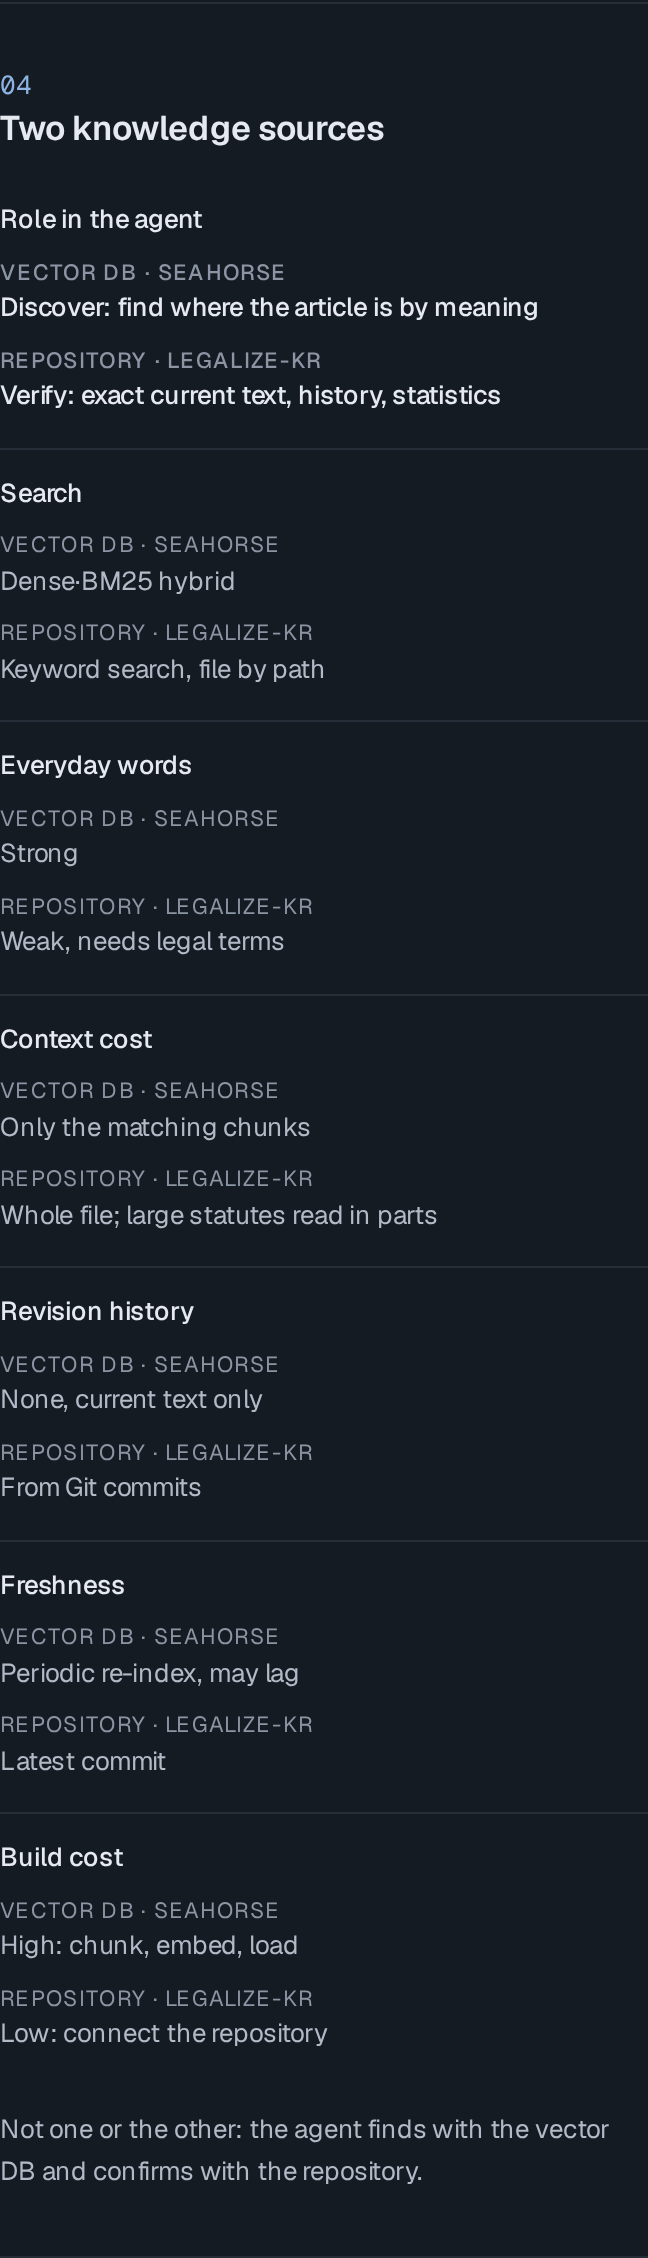 04
Two knowledge sources
Role in the agent
VECTOR DB · SEAHORSE
Discover: find where the article is by meaning
REPOSITORY · LEGALIZE-KR
Verify: exact current text, history, statistics
Search
VECTOR DB · SEAHORSE
Dense·BM25 hybrid
REPOSITORY · LEGALIZE-KR
Keyword search, file by path
Everyday words
VECTOR DB · SEAHORSE
Strong
REPOSITORY · LEGALIZE-KR
Weak, needs legal terms
Context cost
VECTOR DB · SEAHORSE
Only the matching chunks
REPOSITORY · LEGALIZE-KR
Whole file; large statutes read in parts
Revision history
VECTOR DB · SEAHORSE
None, current text only
REPOSITORY · LEGALIZE-KR
From Git commits
Freshness
VECTOR DB · SEAHORSE
Periodic re-index, may lag
REPOSITORY · LEGALIZE-KR
Latest commit
Build cost
VECTOR DB · SEAHORSE
High: chunk, embed, load
REPOSITORY · LEGALIZE-KR
Low: connect the repository
Not one or the other: the agent finds with the vector
DB and confirms with the repository.